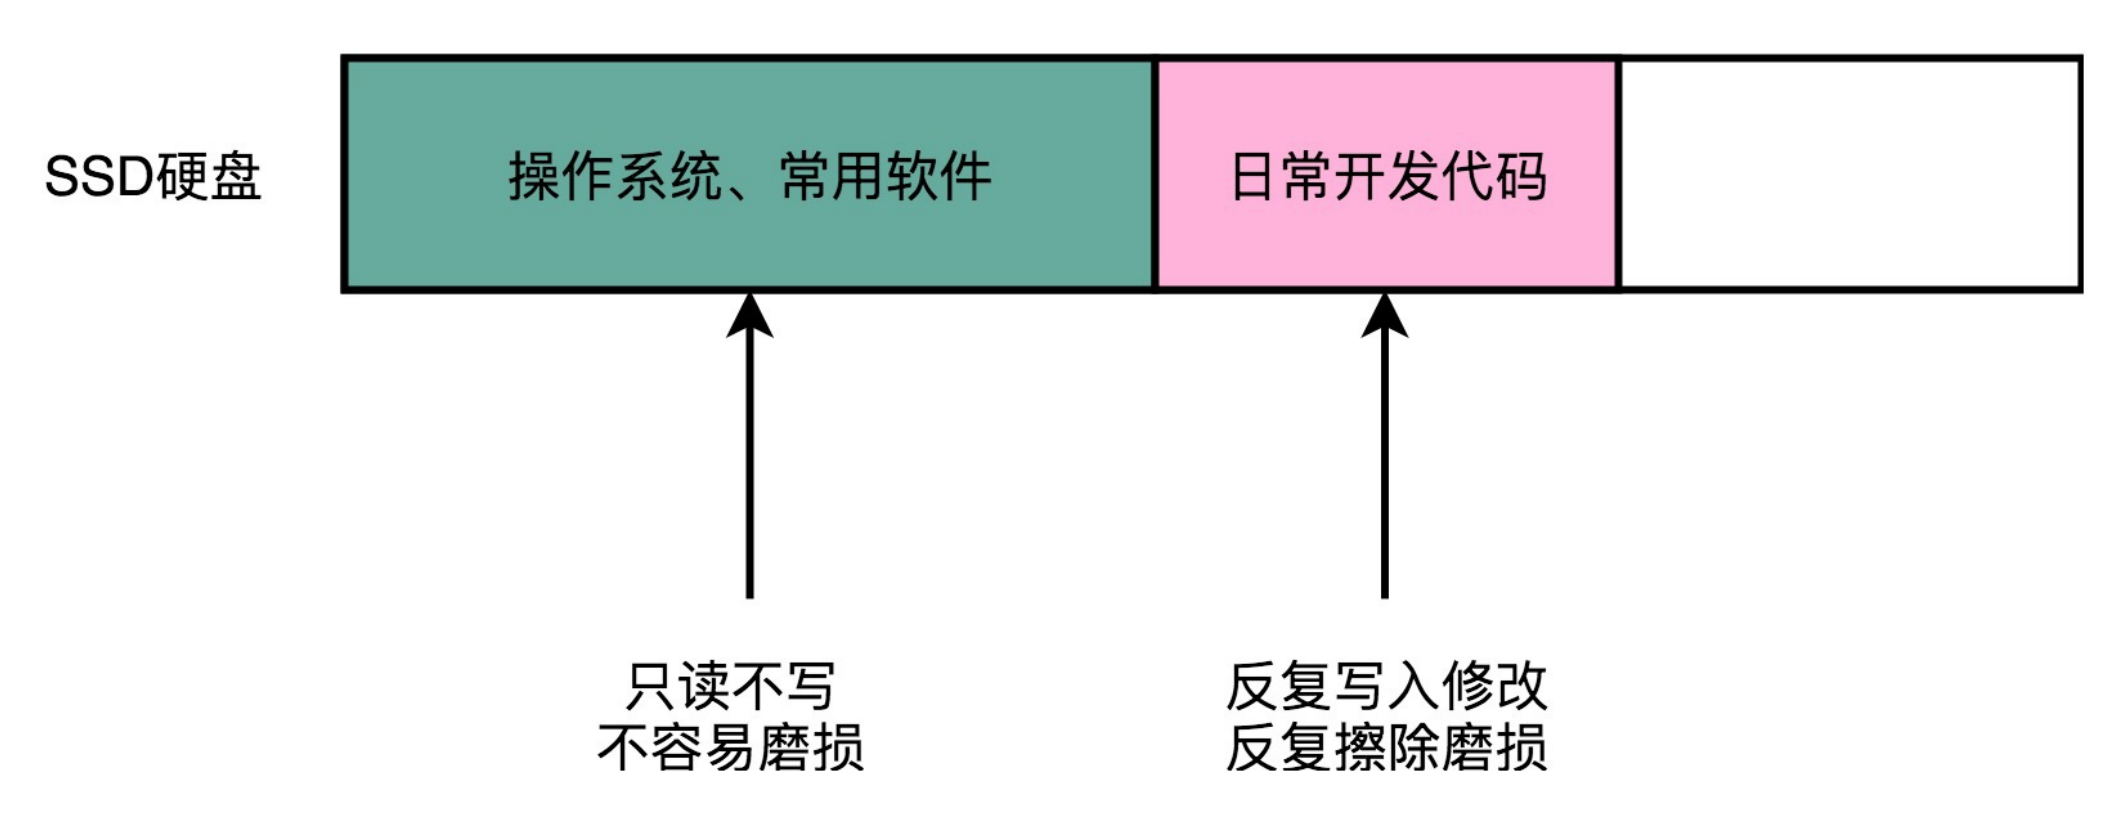 SSD硬盘
操作系统、常用软件
日常开发代码
只读不写
不容易磨损
反复写入修改
反复擦除磨损